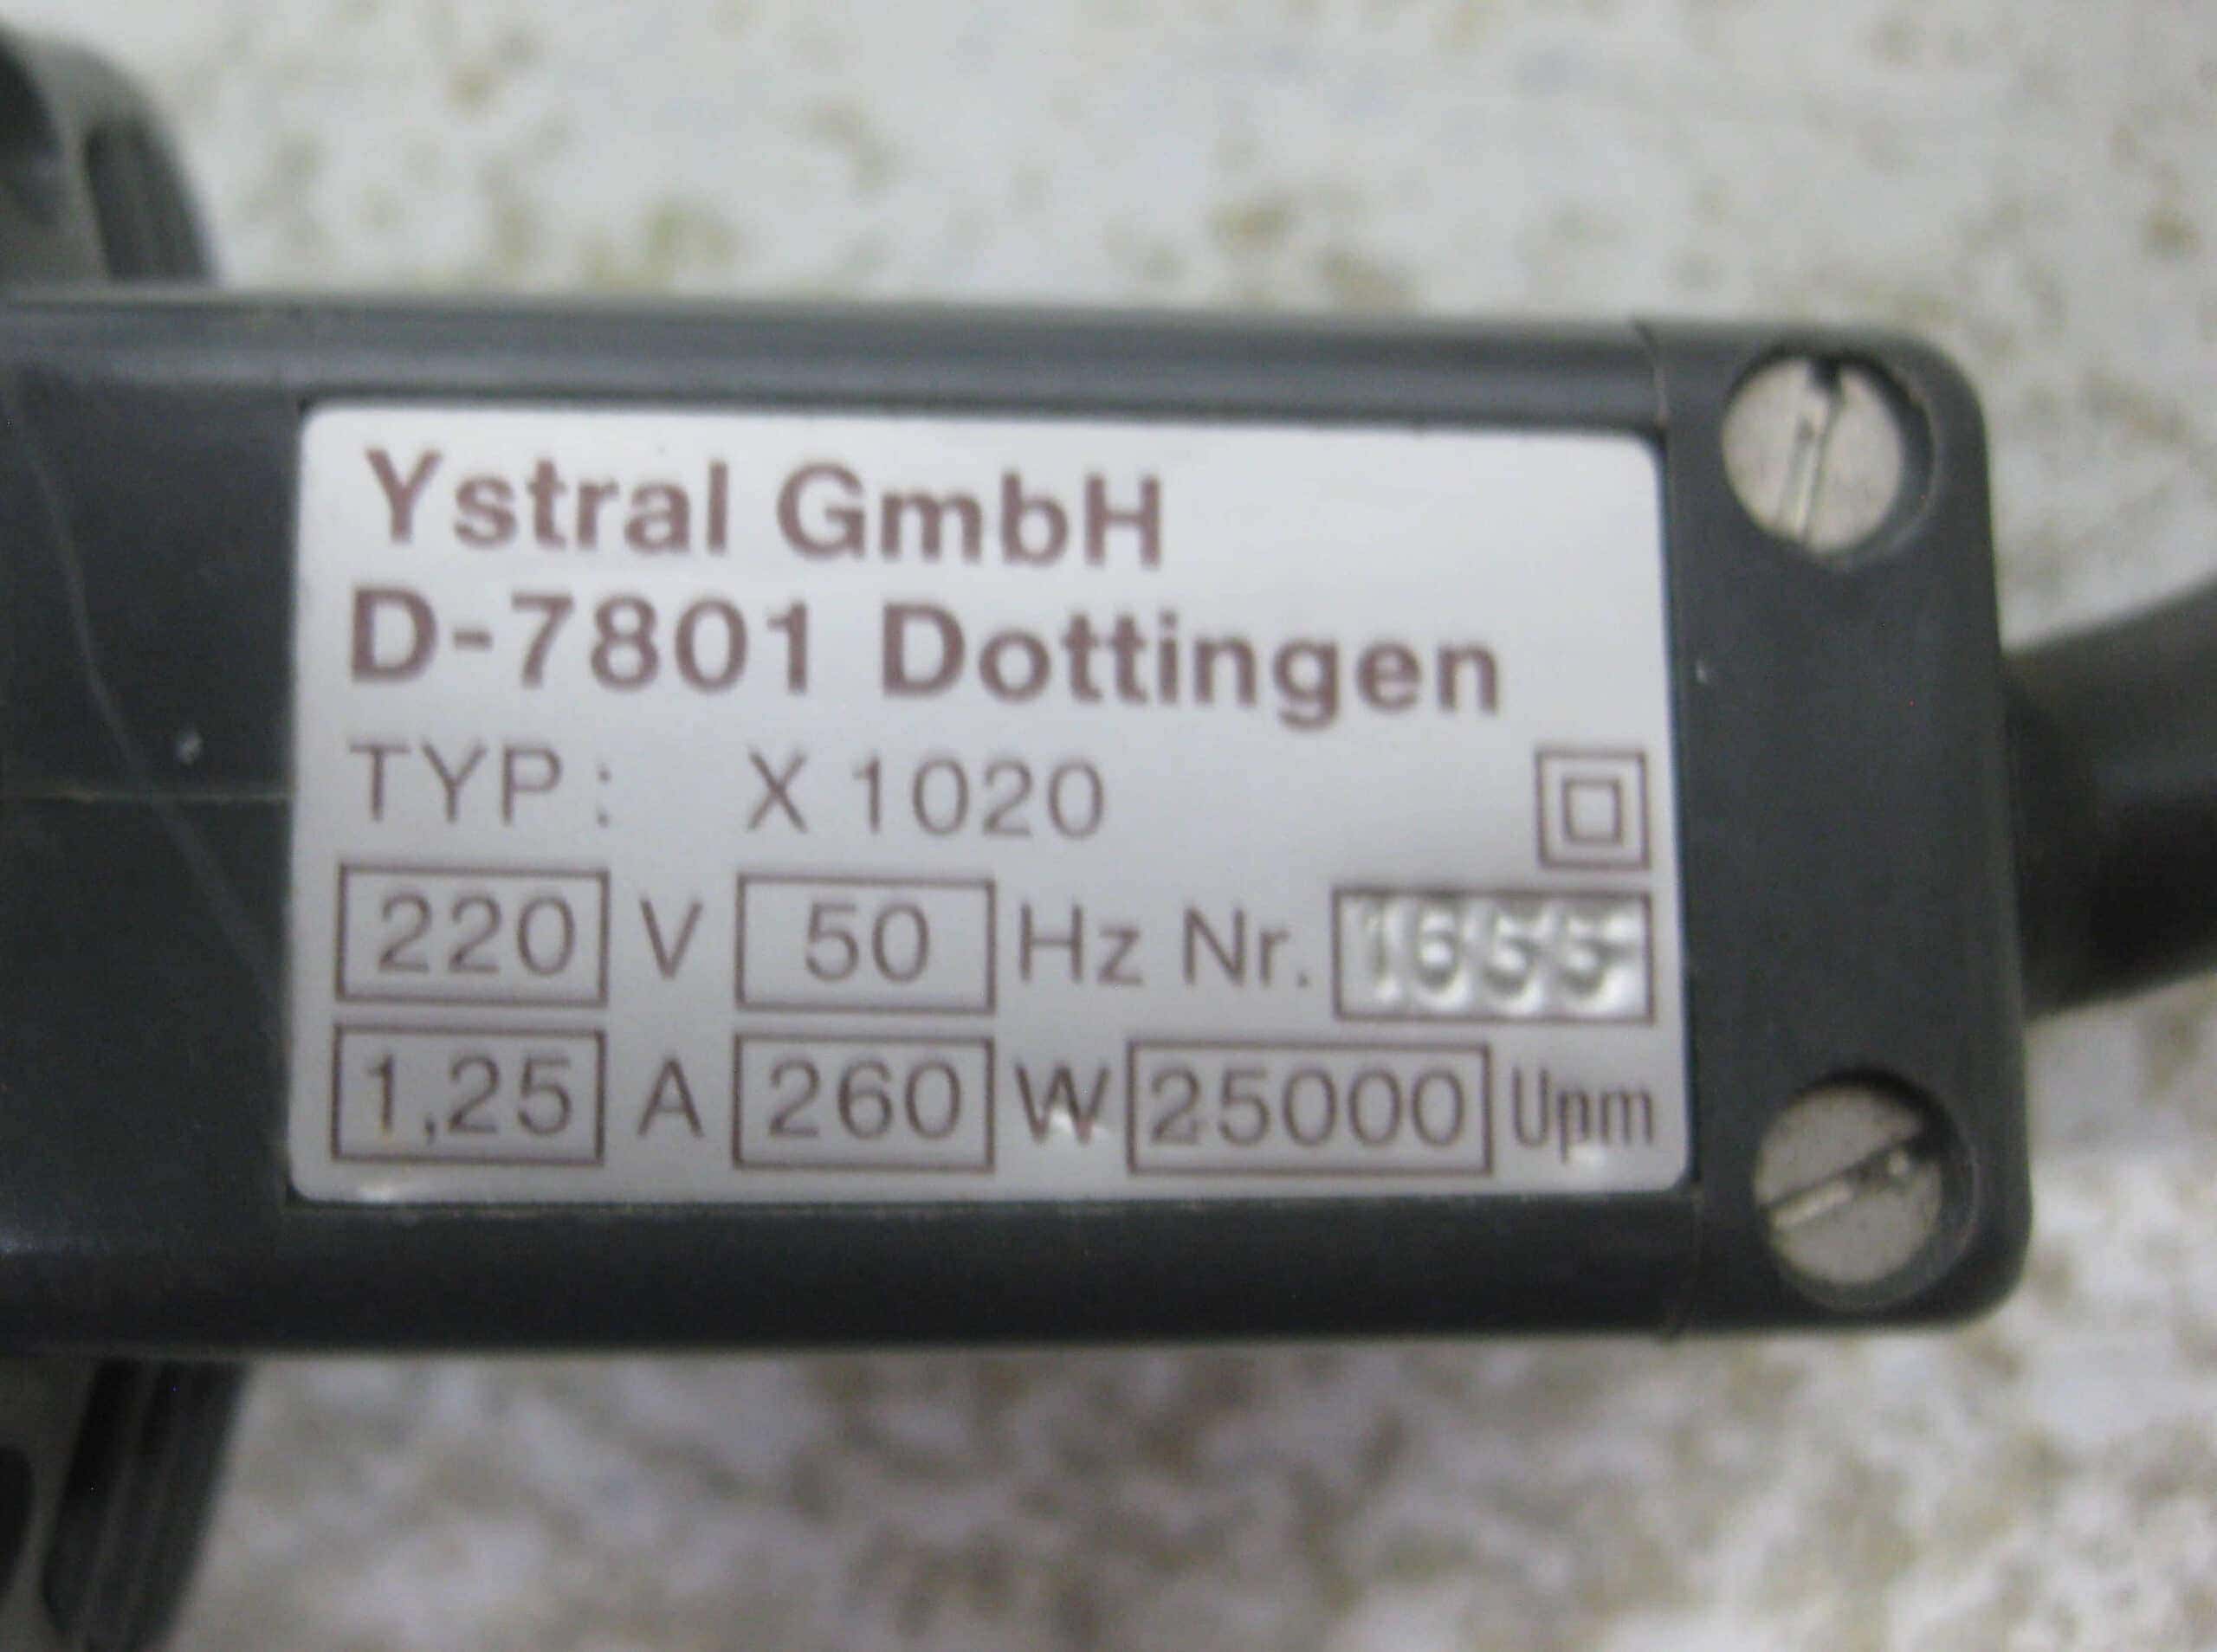 Ystral GmbH
D-7801 Dottingen
TYP: X 1020
220 V 50 Hz Nr.
1,25 A 260 W 25000 Upm